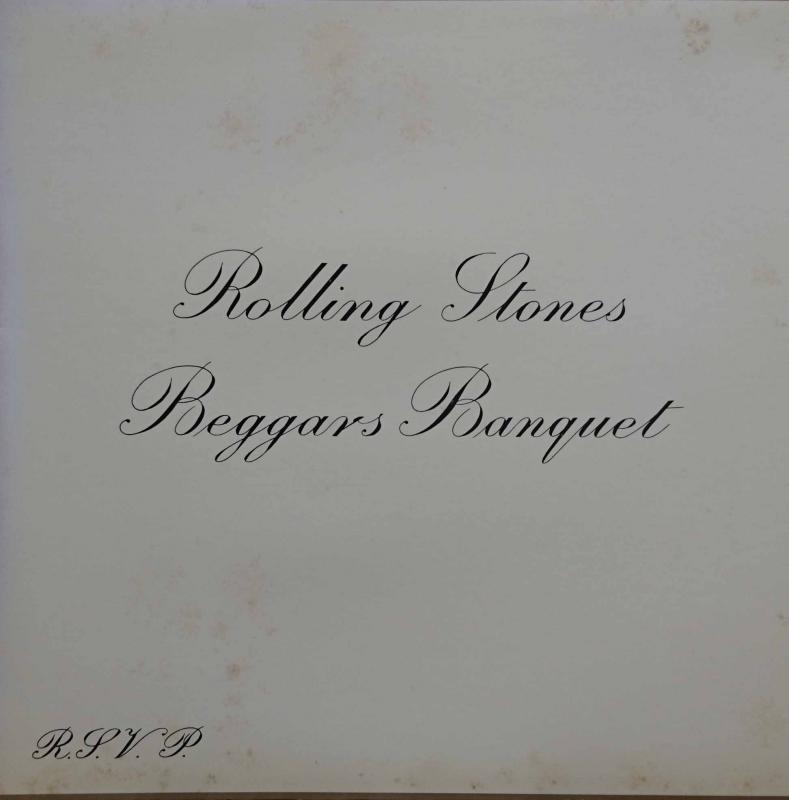 Rolling Stones
Beggars Banquet
R.S.V.P.